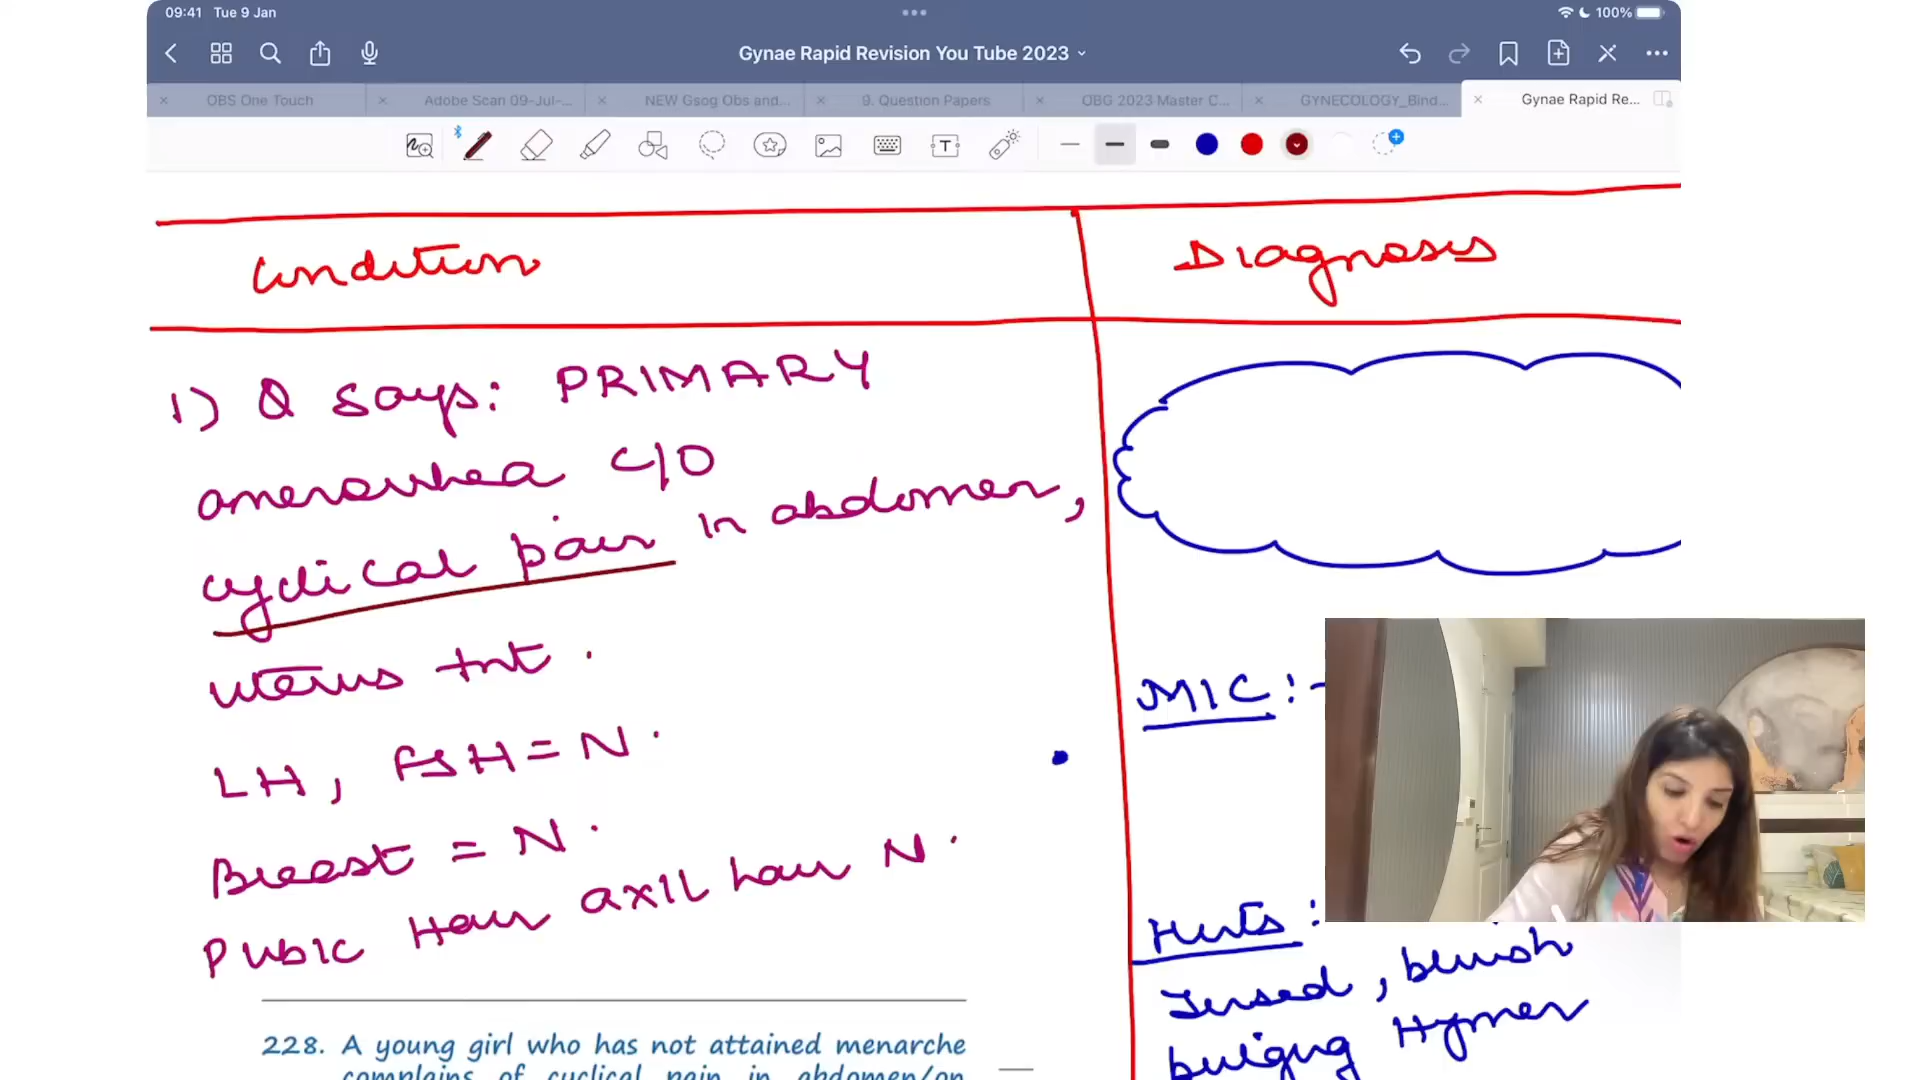 09:41 Tue 9 Jan
100%
Gynae Rapid Revision You Tube 2023
OBS One Touch
Adobe Scan 09-Jul-...
NEW Gsog Obs and...
9. Question Papers
OBG 2023 Master C...
GYNECOLOGY_Bind...
Gynae Rapid Re...
Condition
Diagnosis
1) Q says: PRIMARY
amenorrhea c/o
cyclical pain in abdomen,
uterus +nt.
LH, FSH = N.
Breast = N.
Pubic Hair axil hair N.
MIC :-
Hints :
Tensed, bluish
bulging Hymen
228. A young girl who has not attained menarche
complains of cyclical pain in abdomen/on